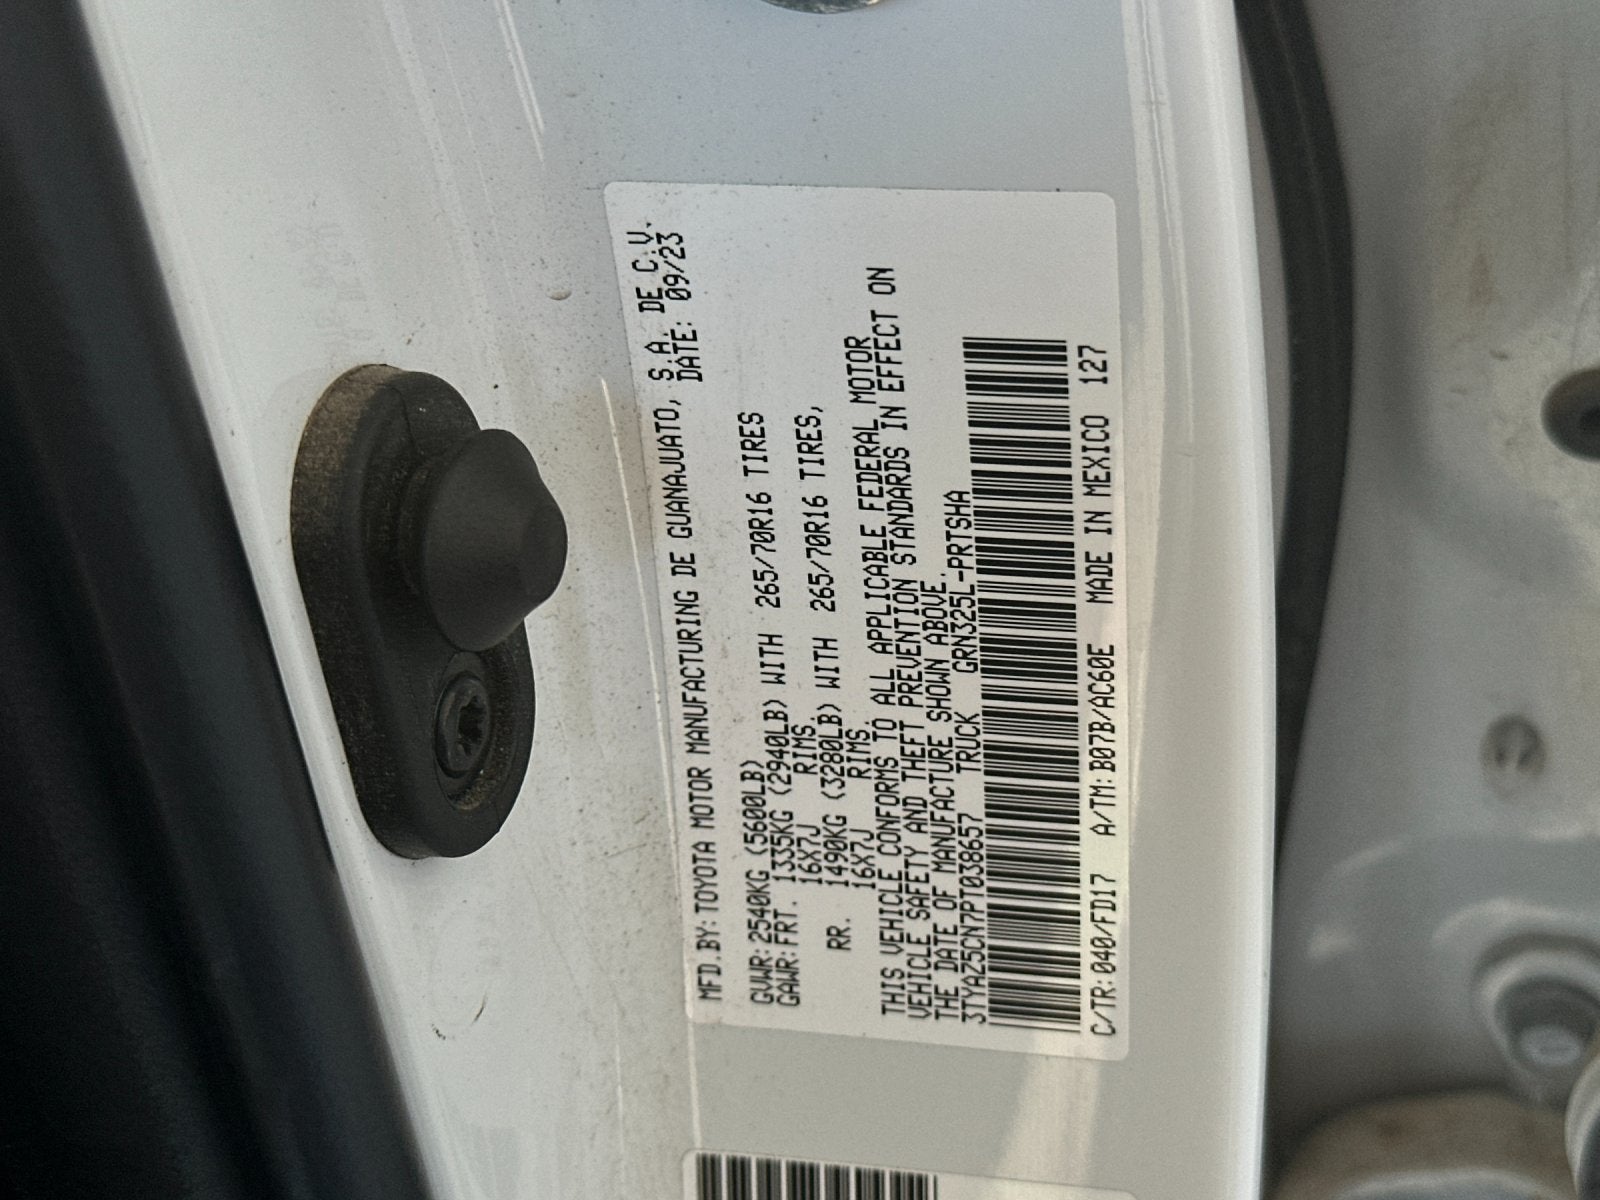 MFD.BY:TOYOTA MOTOR MANUFACTURING DE GUANAJUATO, S.A. DE C.V.
DATE: 09/23
GVWR:2540KG (5600LB)
GAWR:FRT. 1335KG (2940LB) WITH 265/70R16 TIRES
16X7J RIMS.
RR. 1490KG (3280LB) WITH 265/70R16 TIRES,
16X7J RIMS.
THIS VEHICLE CONFORMS TO ALL APPLICABLE FEDERAL MOTOR
VEHICLE SAFETY AND THEFT PREVENTION STANDARDS IN EFFECT ON
THE DATE OF MANUFACTURE SHOWN ABOVE.
3TYAZ5CN7PT038657 TRUCK GRN325L-PRTSHA
C/TR:040/FD17 A/TM:B07B/AC60E MADE IN MEXICO 127